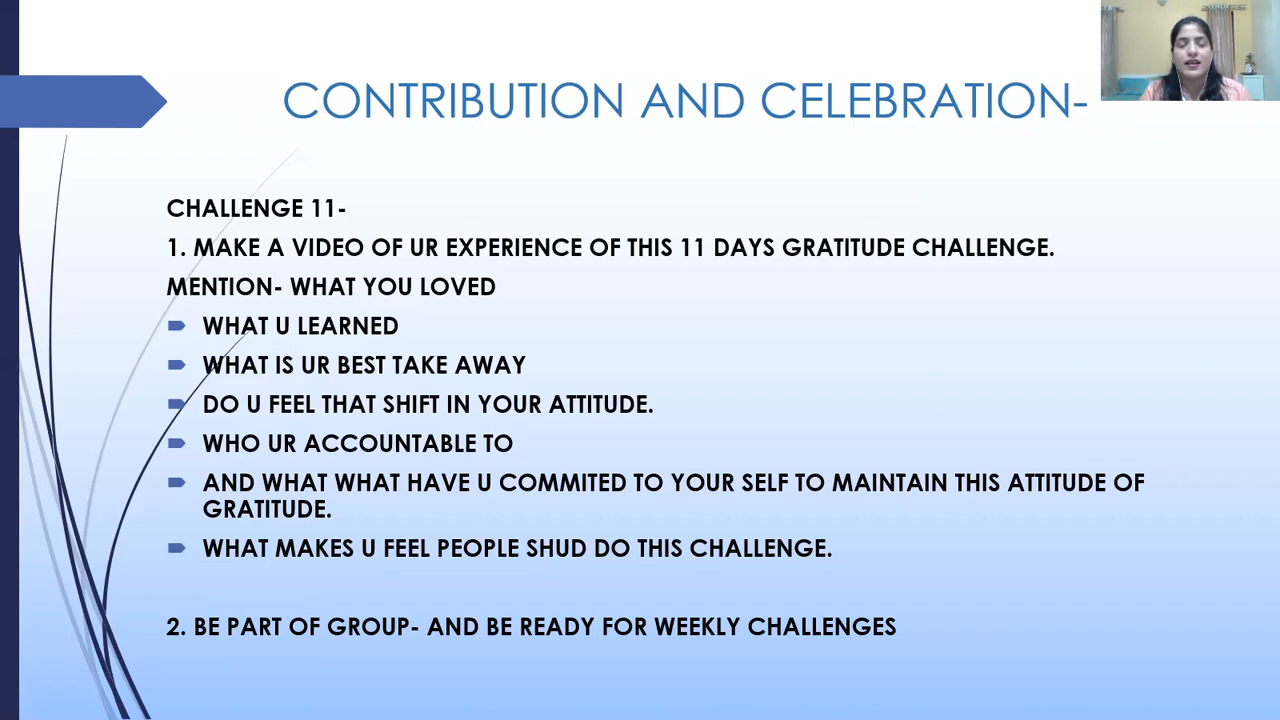 CONTRIBUTION AND CELEBRATION-
CHALLENGE 11-
1. MAKE A VIDEO OF UR EXPERIENCE OF THIS 11 DAYS GRATITUDE CHALLENGE.
MENTION- WHAT YOU LOVED
WHAT U LEARNED
WHAT IS UR BEST TAKE AWAY
DO U FEEL THAT SHIFT IN YOUR ATTITUDE.
WHO UR ACCOUNTABLE TO
AND WHAT WHAT HAVE U COMMITED TO YOUR SELF TO MAINTAIN THIS ATTITUDE OF
GRATITUDE.
WHAT MAKES U FEEL PEOPLE SHUD DO THIS CHALLENGE.
2. BE PART OF GROUP- AND BE READY FOR WEEKLY CHALLENGES